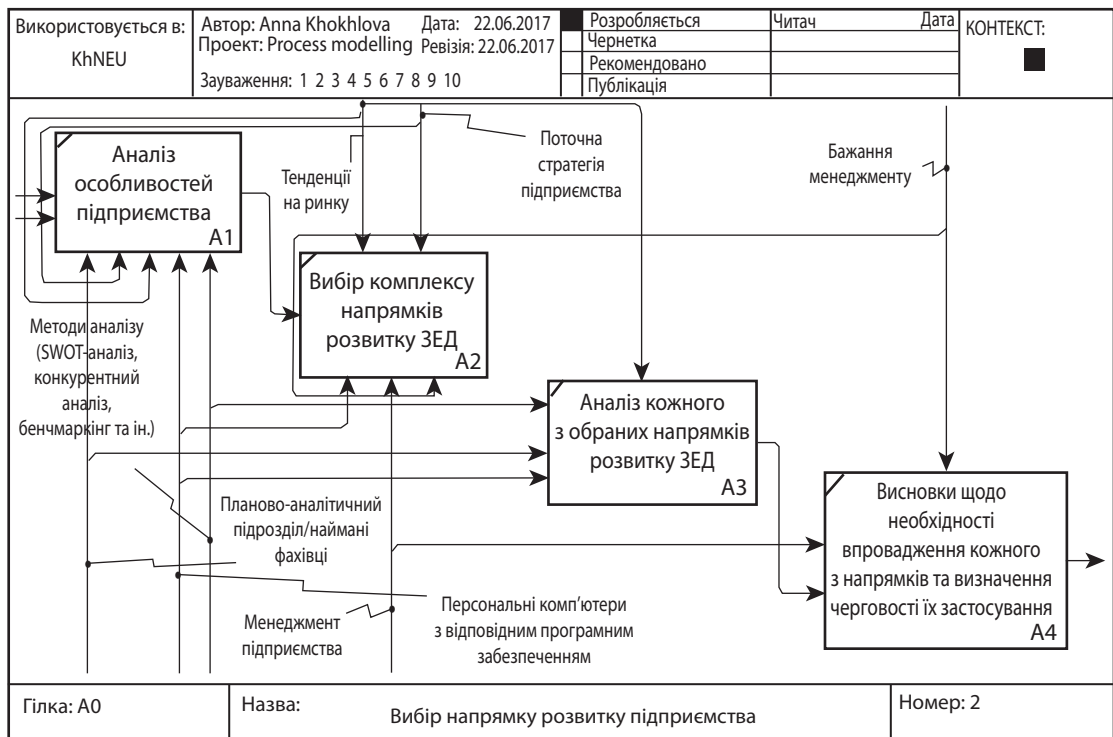 Використовується в:
KhNEU
Автор: Anna Khokhlova Дата: 22.06.2017
Проект: Process modelling Ревізія: 22.06.2017
Зауваження: 1 2 3 4 5 6 7 8 9 10
Розробляється
Чернетка
Рекомендовано
Публікація
Читач Дата
КОНТЕКСТ:
Аналіз
особливостей
підприємства
A1
Тенденції
на ринку
Поточна
стратегія
підприємства
Бажання
менеджменту
Вибір комплексу
напрямків
розвитку ЗЕД
A2
Методи аналізу
(SWOT-аналіз,
конкурентний
аналіз,
бенчмаркінг та ін.)
Аналіз кожного
з обраних напрямків
розвитку ЗЕД
A3
Планово-аналітичний
підрозділ/наймані
фахівці
Висновки щодо
необхідності
впровадження кожного
з напрямків та визначення
черговості їх застосування
A4
Менеджмент
підприємства
Персональні комп’ютери
з відповідним програмним
забезпеченням
Гілка: A0
Назва:
Вибір напрямку розвитку підприємства
Номер: 2